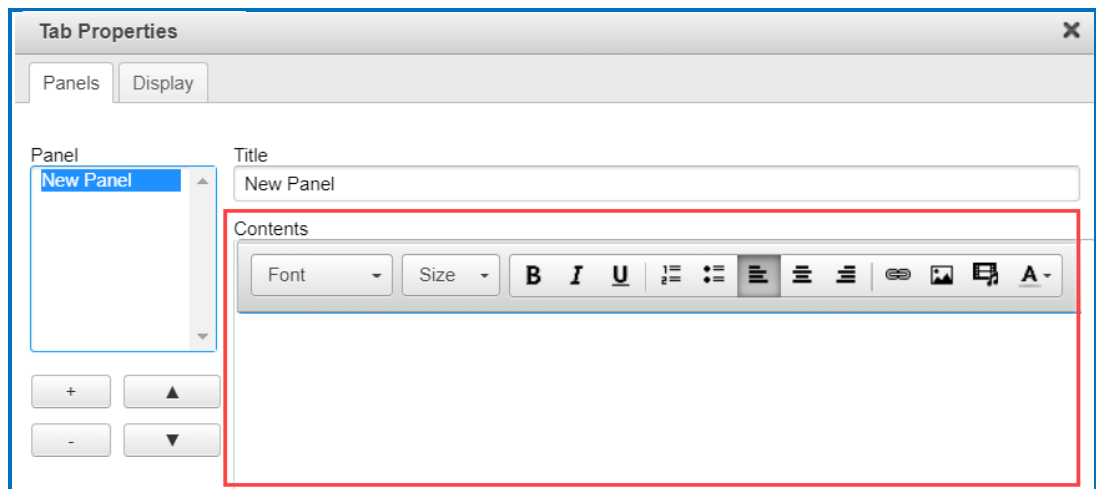 Tab Properties
Panels Display
Panel Title
New Panel New Panel
Contents
Font Size B I U A
+ ▲
- ▼